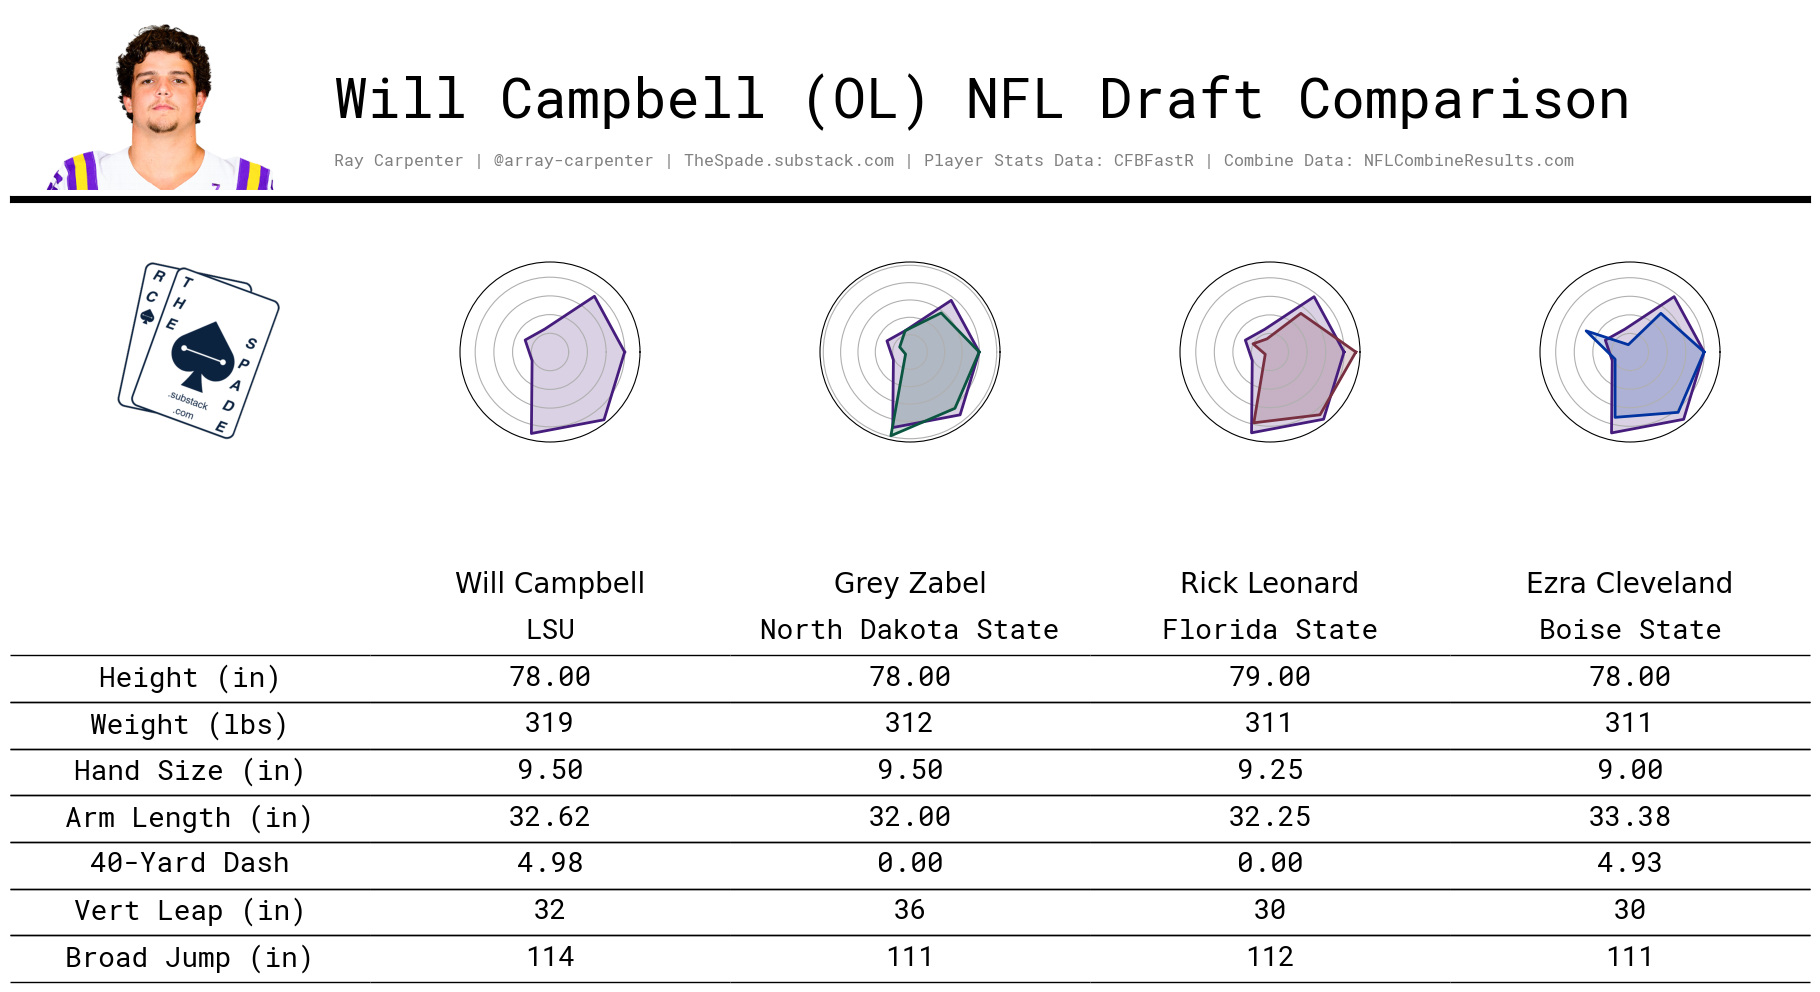 Will Campbell (OL) NFL Draft Comparison
Ray Carpenter | @array-carpenter | TheSpade.substack.com | Player Stats Data: CFBFastR | Combine Data: NFLCombineResults.com
7
R C
THE
SPADE
.substack
.com
Will Campbell Grey Zabel Rick Leonard Ezra Cleveland
LSU North Dakota State Florida State Boise State
Height (in) 78.00 78.00 79.00 78.00
Weight (lbs) 319 312 311 311
Hand Size (in) 9.50 9.50 9.25 9.00
Arm Length (in) 32.62 32.00 32.25 33.38
40-Yard Dash 4.98 0.00 0.00 4.93
Vert Leap (in) 32 36 30 30
Broad Jump (in) 114 111 112 111